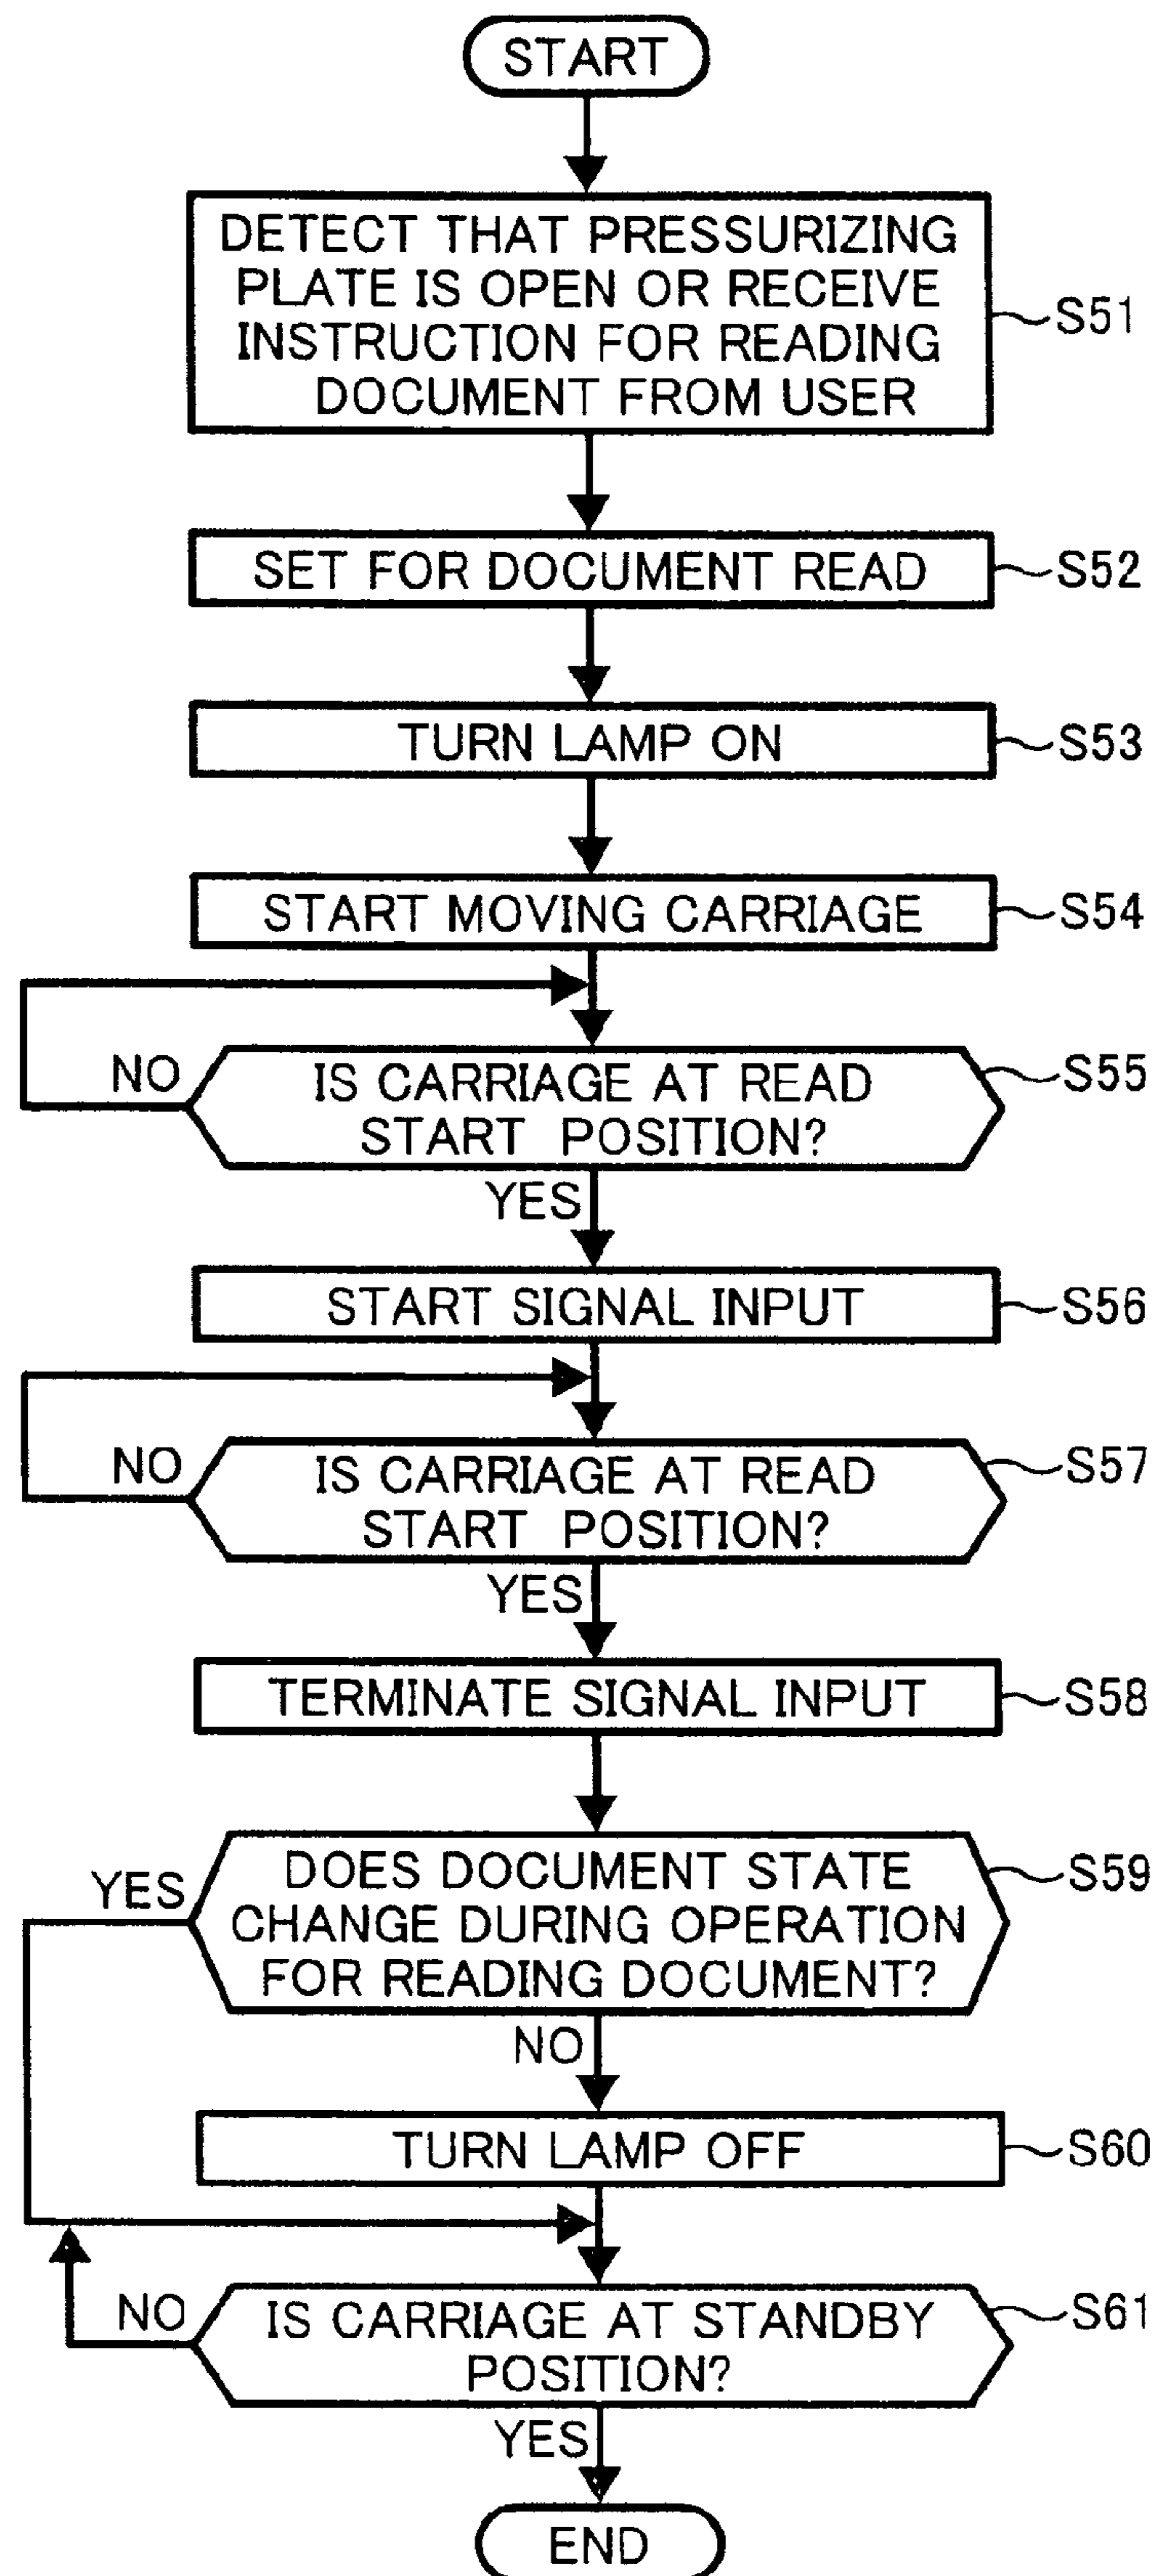 START
DETECT THAT PRESSURIZING
PLATE IS OPEN OR RECEIVE
INSTRUCTION FOR READING
DOCUMENT FROM USER
S51
SET FOR DOCUMENT READ
S52
TURN LAMP ON
S53
START MOVING CARRIAGE
S54
NO
IS CARRIAGE AT READ
START POSITION?
S55
YES
START SIGNAL INPUT
S56
NO
IS CARRIAGE AT READ
START POSITION?
S57
YES
TERMINATE SIGNAL INPUT
S58
YES
DOES DOCUMENT STATE
CHANGE DURING OPERATION
FOR READING DOCUMENT?
S59
NO
TURN LAMP OFF
S60
NO
IS CARRIAGE AT STANDBY
POSITION?
S61
YES
END